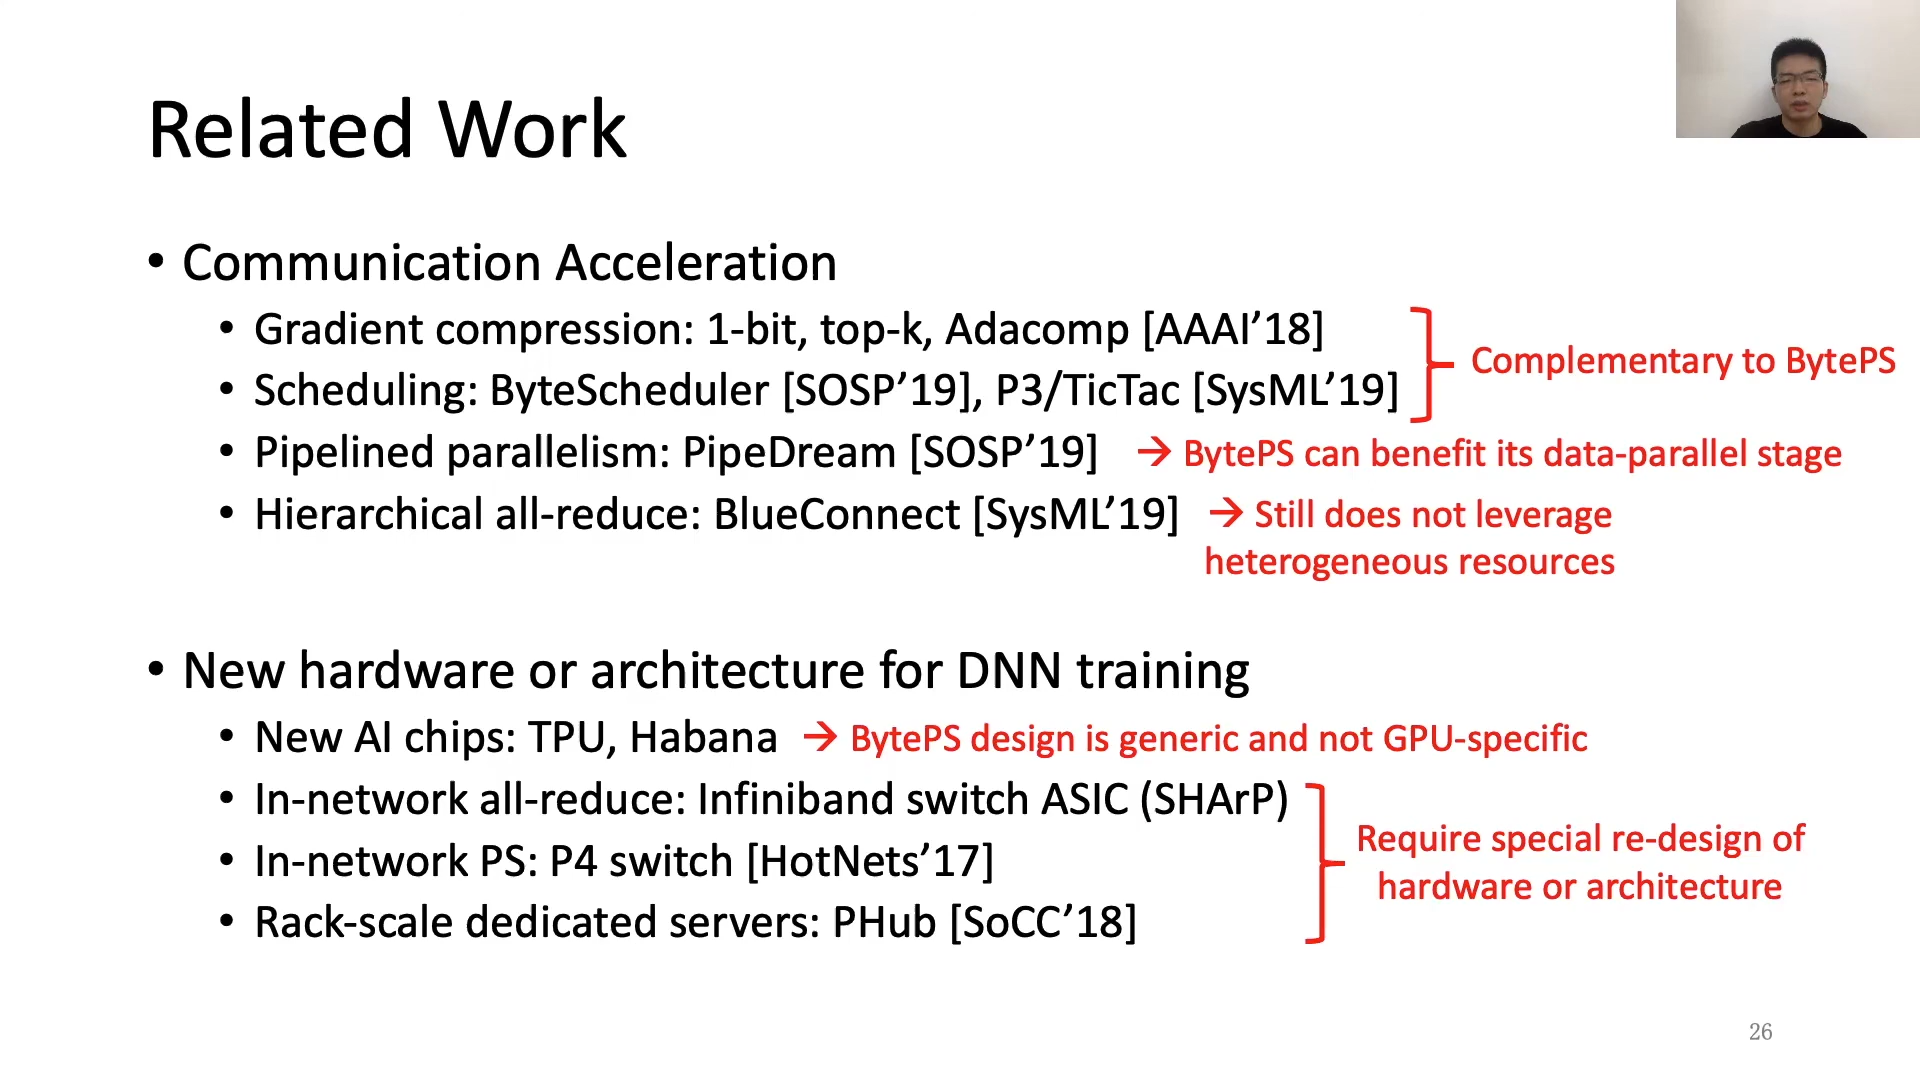 Related Work
• Communication Acceleration
• Gradient compression: 1-bit, top-k, Adacomp [AAAI’18]
• Scheduling: ByteScheduler [SOSP’19], P3/TicTac [SysML’19]
Complementary to BytePS
• Pipelined parallelism: PipeDream [SOSP’19] → BytePS can benefit its data-parallel stage
• Hierarchical all-reduce: BlueConnect [SysML’19] → Still does not leverage
heterogeneous resources
• New hardware or architecture for DNN training
• New AI chips: TPU, Habana → BytePS design is generic and not GPU-specific
• In-network all-reduce: Infiniband switch ASIC (SHArP)
• In-network PS: P4 switch [HotNets’17]
• Rack-scale dedicated servers: PHub [SoCC’18]
Require special re-design of
hardware or architecture
26